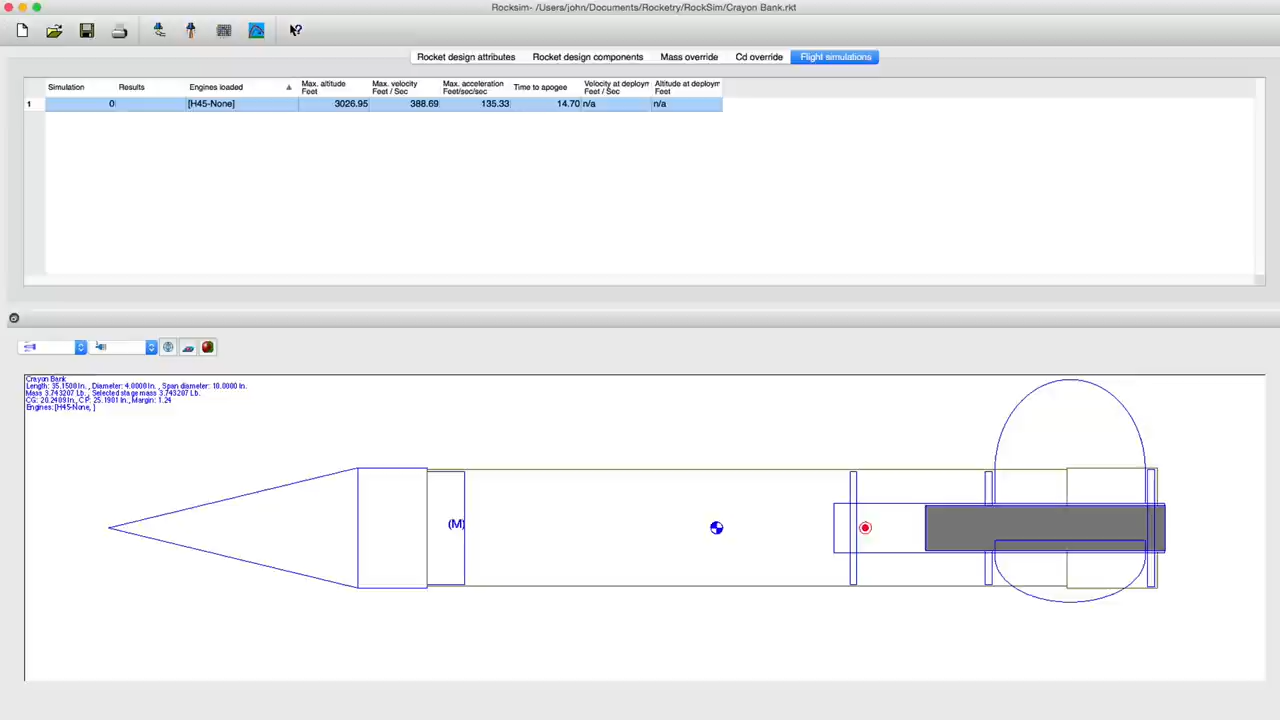 Rocksim- /Users/john/Documents/Rocketry/RockSim/Crayon Bank.rkt
Rocket design attributes Rocket design components Mass override Cd override Flight simulations
Simulation Results Engines loaded Max. altitude Feet Max. velocity Feet / Sec Max. acceleration Feet/sec/sec Time to apogee Velocity at deploym Feet / Sec Altitude at deploym Feet
1 0 [H45-None] 3026.95 388.69 135.33 14.70 n/a n/a
Crayon Bank
Length: 35.1500 In. , Diameter: 4.0000 In. , Span diameter: 10.0000 In.
Mass 3.743207 Lb. , Selected stage mass 3.743207 Lb.
CG: 20.2409 In., CP: 25.1901 In., Margin: 1.24
Engines: [H45-None, ]
(M)